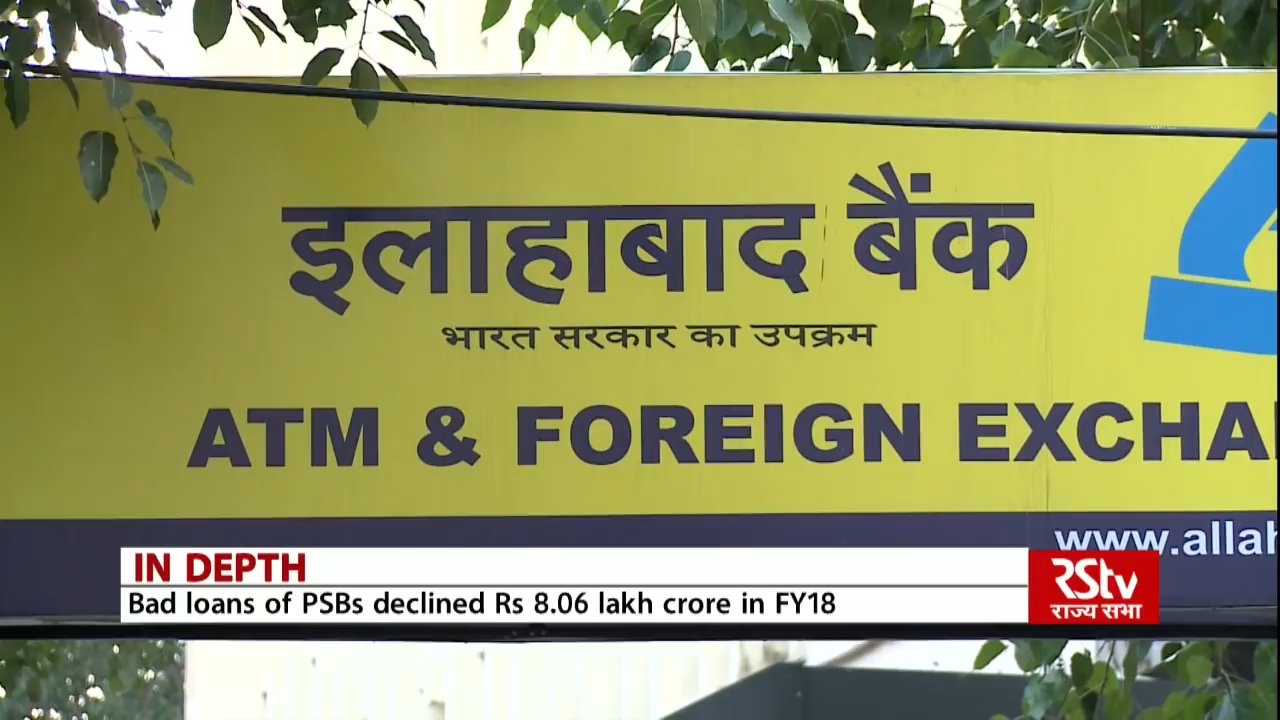 इलाहाबाद बैंक
भारत सरकार का उपक्रम
ATM & FOREIGN EXCHA
www.allah
IN DEPTH
Bad loans of PSBs declined Rs 8.06 lakh crore in FY18
RStv
राज्य सभा